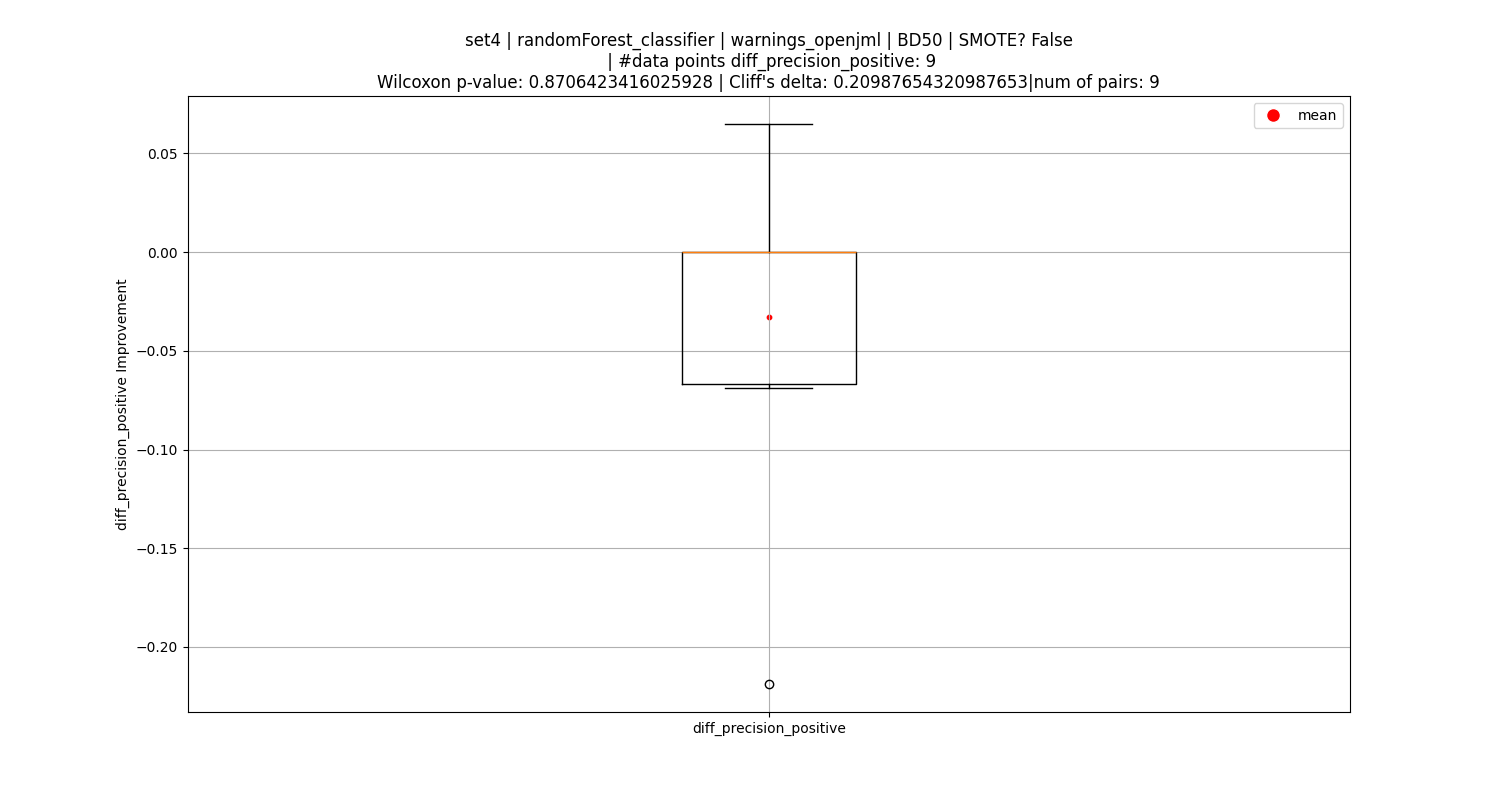 set4 | randomForest_classifier | warnings_openjml | BD50 | SMOTE? False
| #data points diff_precision_positive: 9
Wilcoxon p-value: 0.8706423416025928 | Cliff's delta: 0.20987654320987653|num of pairs: 9
mean
0.05
0.00
−0.05
−0.10
−0.15
−0.20
diff_precision_positive Improvement
diff_precision_positive